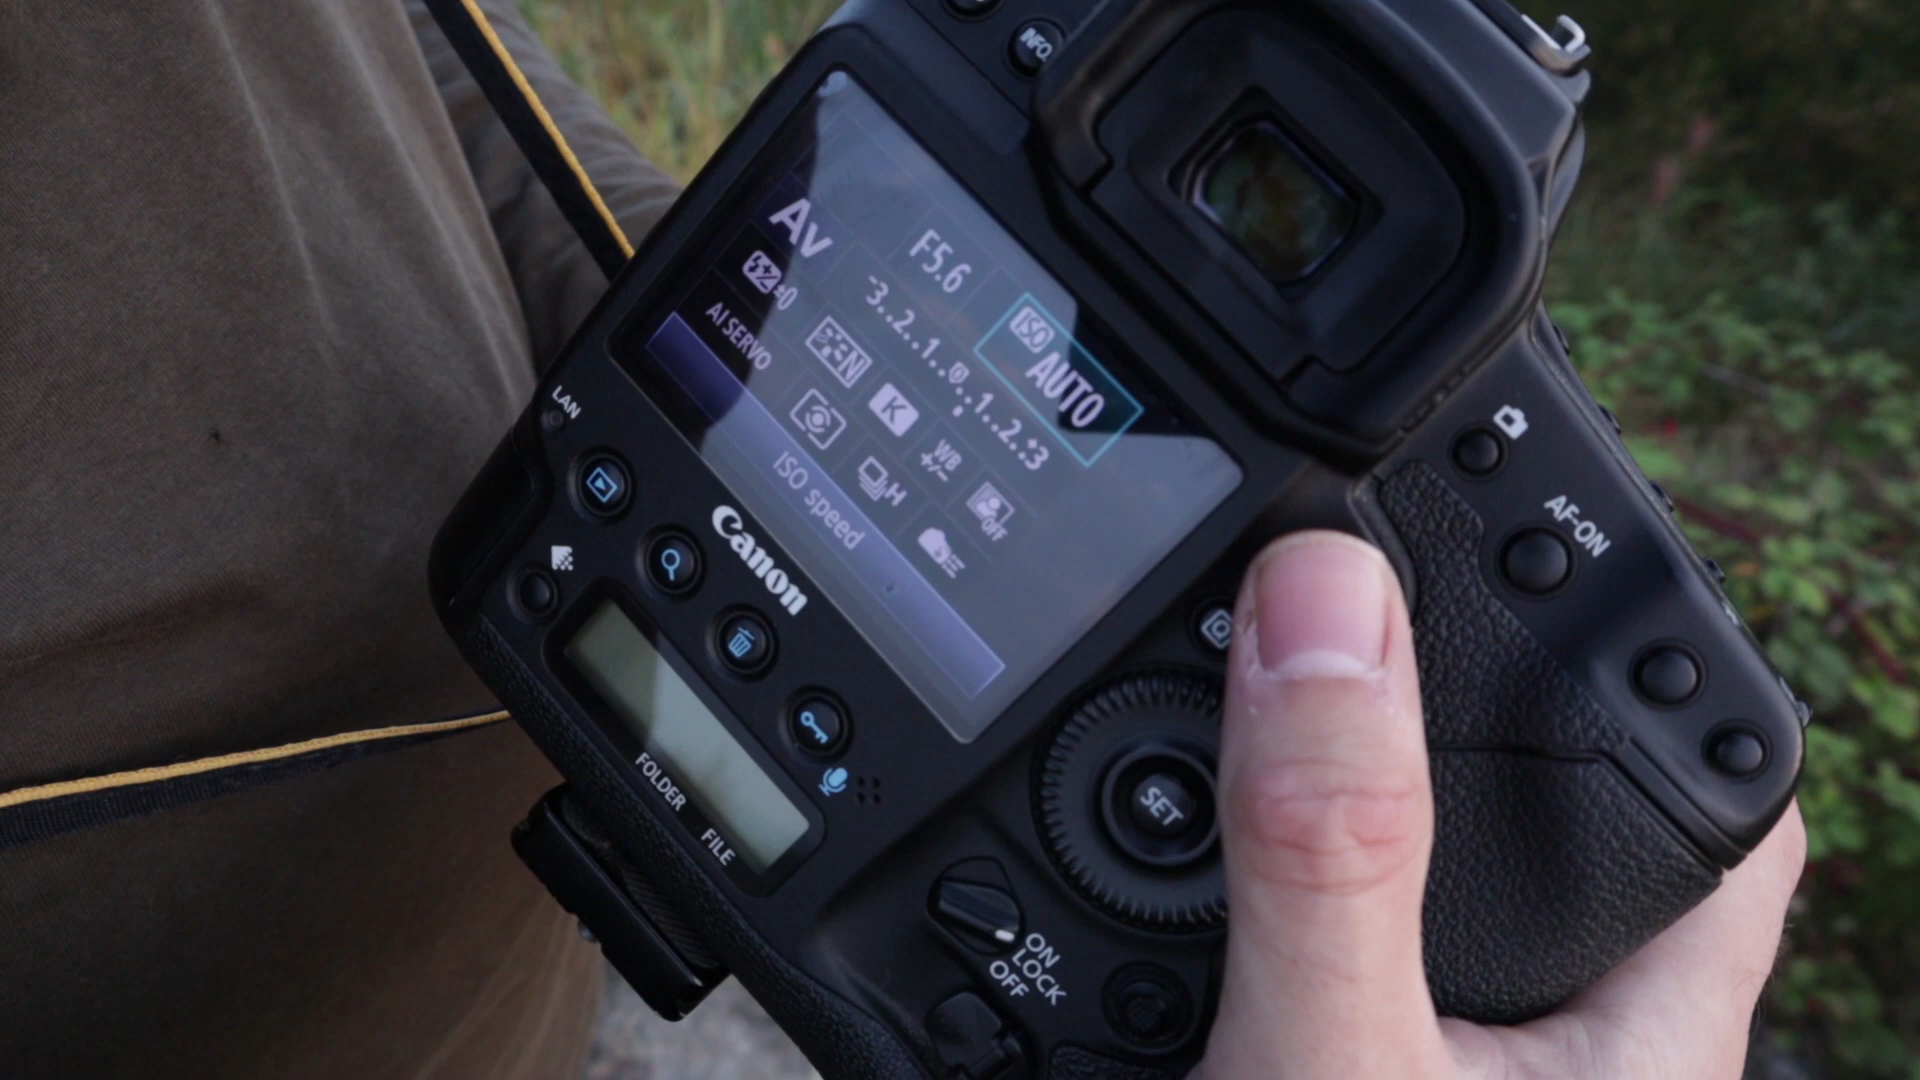 INFO.
Av
F5.6
ISO
AUTO
±0
-3..2..1..0..1..2..+3
AI SERVO
N
K
WB
+/-
OFF
H
ISO speed
LAN
Canon
AF-ON
SET
FOLDER
FILE
ON
LOCK
OFF